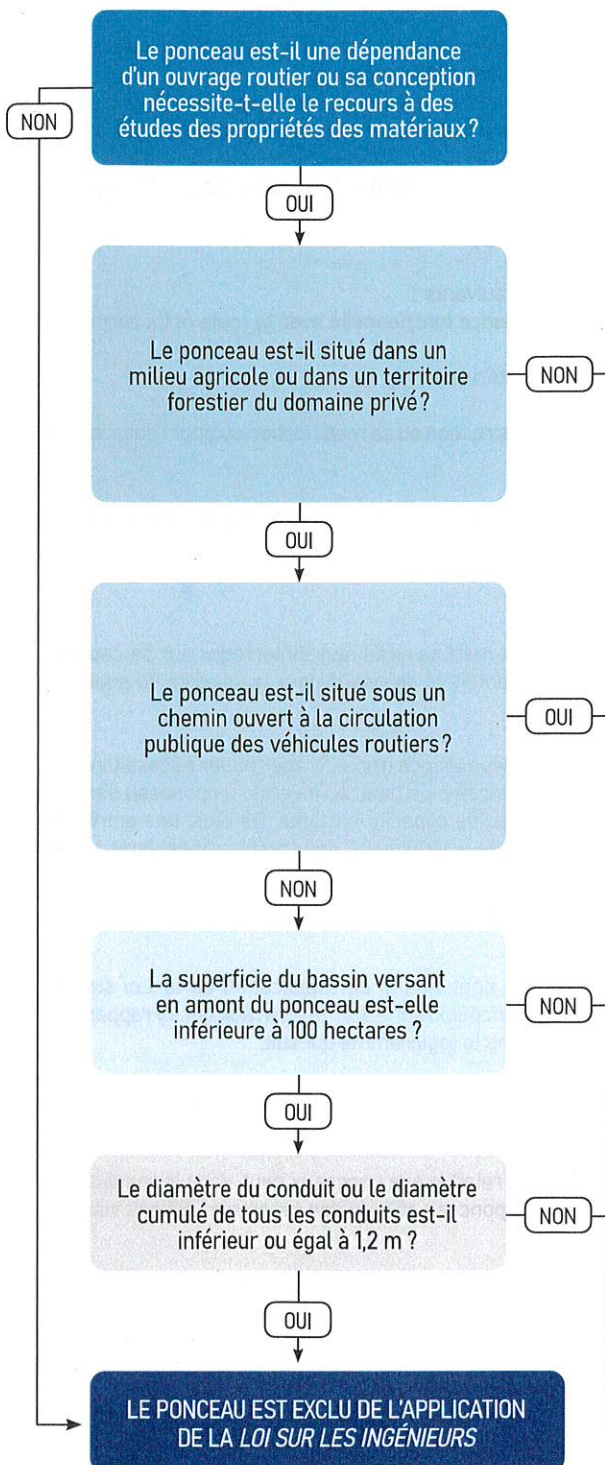 Le ponceau est-il une dépendance
d'un ouvrage routier ou sa conception
nécessite-t-elle le recours à des
études des propriétés des matériaux ?
NON
OUI
Le ponceau est-il situé dans un
milieu agricole ou dans un territoire
forestier du domaine privé ?
NON
OUI
Le ponceau est-il situé sous un
chemin ouvert à la circulation
publique des véhicules routiers ?
OUI
NON
La superficie du bassin versant
en amont du ponceau est-elle
inférieure à 100 hectares ?
NON
OUI
Le diamètre du conduit ou le diamètre
cumulé de tous les conduits est-il
inférieur ou égal à 1,2 m ?
NON
OUI
LE PONCEAU EST EXCLU DE L'APPLICATION
DE LA LOI SUR LES INGÉNIEURS